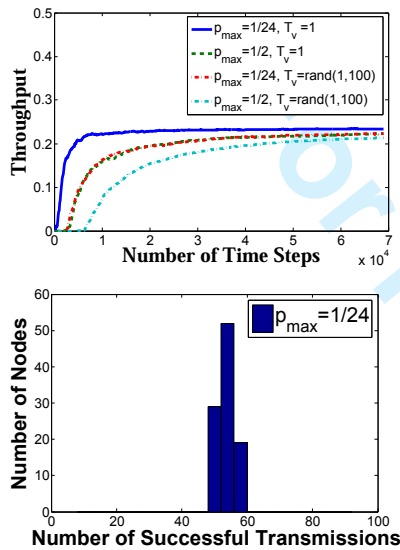 0.5
0.4
0.3
0.2
0.1
0
Throughput
p_max=1/24, T_v=1
p_max=1/2, T_v=1
p_max=1/24, T_v=rand(1,100)
p_max=1/2, T_v=rand(1,100)
0 1 2 3 4 5 6 7
x 10^4
Number of Time Steps
60
50
40
30
20
10
0
Number of Nodes
p_max=1/24
0 20 40 60 80 100
Number of Successful Transmissions